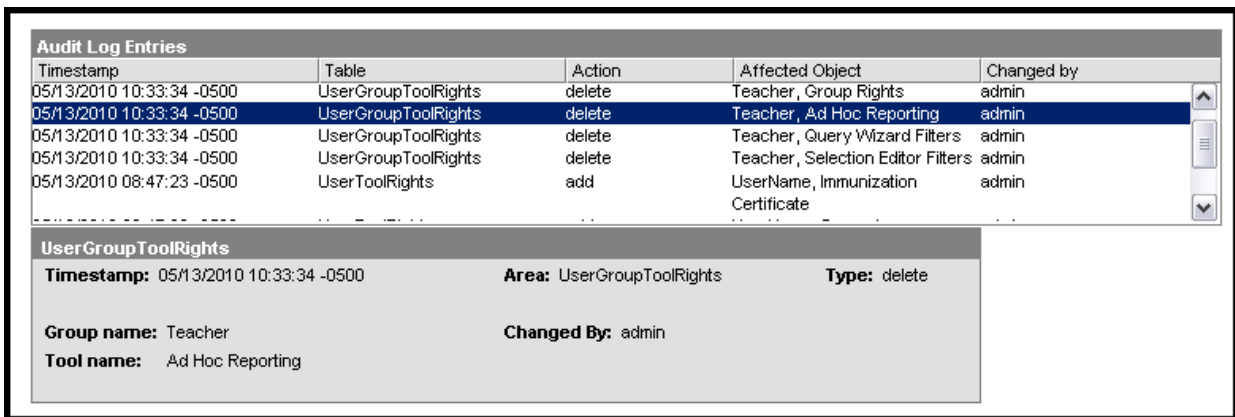 Audit Log Entries
Timestamp Table Action Affected Object Changed by
05/13/2010 10:33:34 -0500 UserGroupToolRights delete Teacher, Group Rights admin
05/13/2010 10:33:34 -0500 UserGroupToolRights delete Teacher, Ad Hoc Reporting admin
05/13/2010 10:33:34 -0500 UserGroupToolRights delete Teacher, Query Wizard Filters admin
05/13/2010 10:33:34 -0500 UserGroupToolRights delete Teacher, Selection Editor Filters admin
05/13/2010 08:47:23 -0500 UserToolRights add UserName, Immunization admin
Certificate
UserGroupToolRights
Timestamp: 05/13/2010 10:33:34 -0500 Area: UserGroupToolRights Type: delete
Group name: Teacher Changed By: admin
Tool name: Ad Hoc Reporting